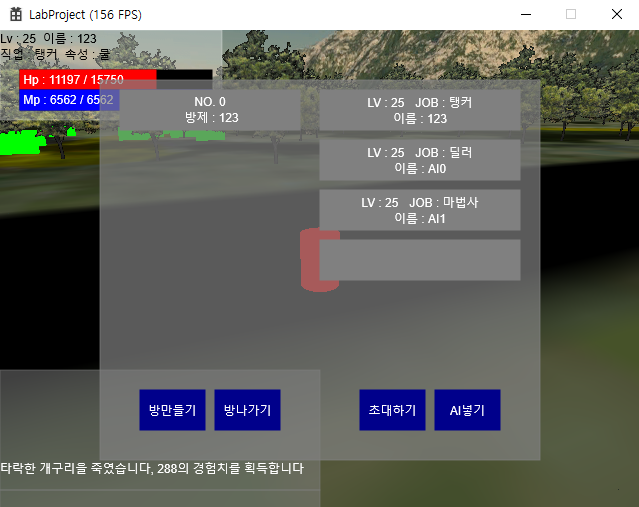 LabProject (156 FPS)
Lv : 25 이름 : 123
직업 : 탱커 속성 : 물
Hp : 11197 / 15750
Mp : 6562 / 6562
NO. 0
방제 : 123
LV : 25 JOB : 탱커
이름 : 123
LV : 25 JOB : 딜러
이름 : AI0
LV : 25 JOB : 마법사
이름 : AI1
방만들기
방나가기
초대하기
AI넣기
타락한 개구리을 죽였습니다, 288의 경험치를 획득합니다